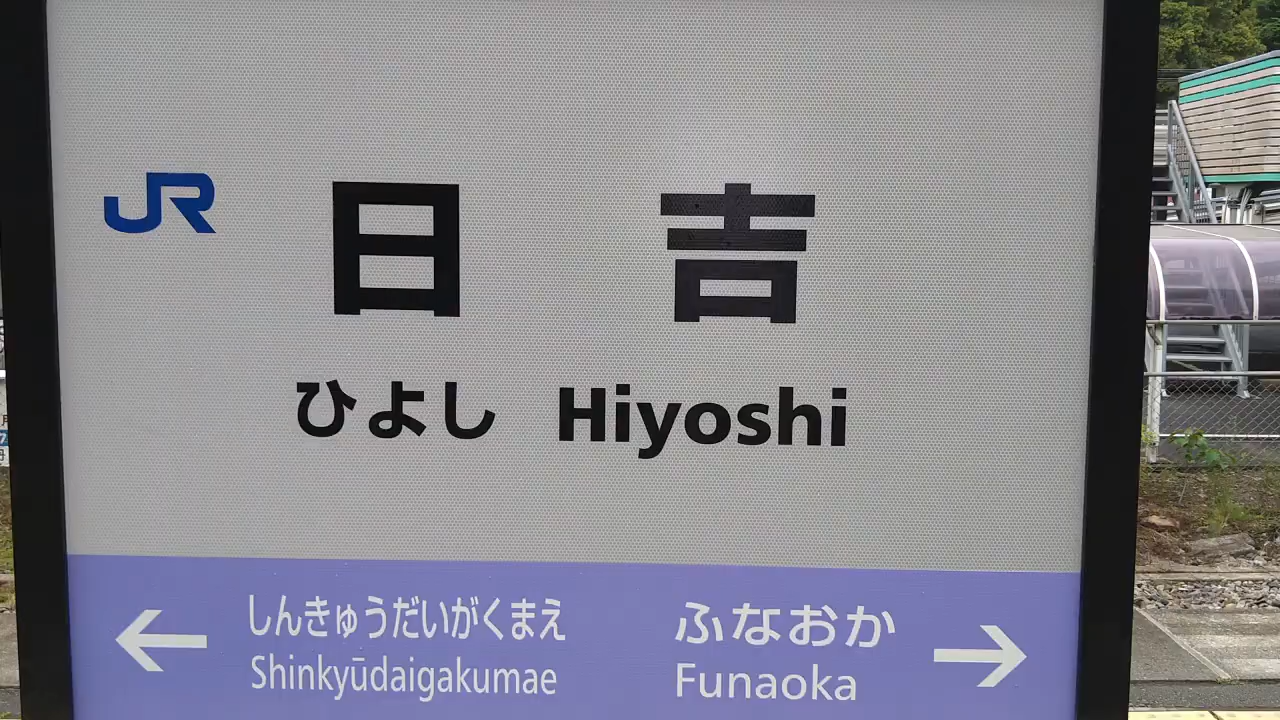 JR
日吉
ひよし Hiyoshi
← しんきゅうだいがくまえ ふなおか →
Shinkyūdaigakumae Funaoka